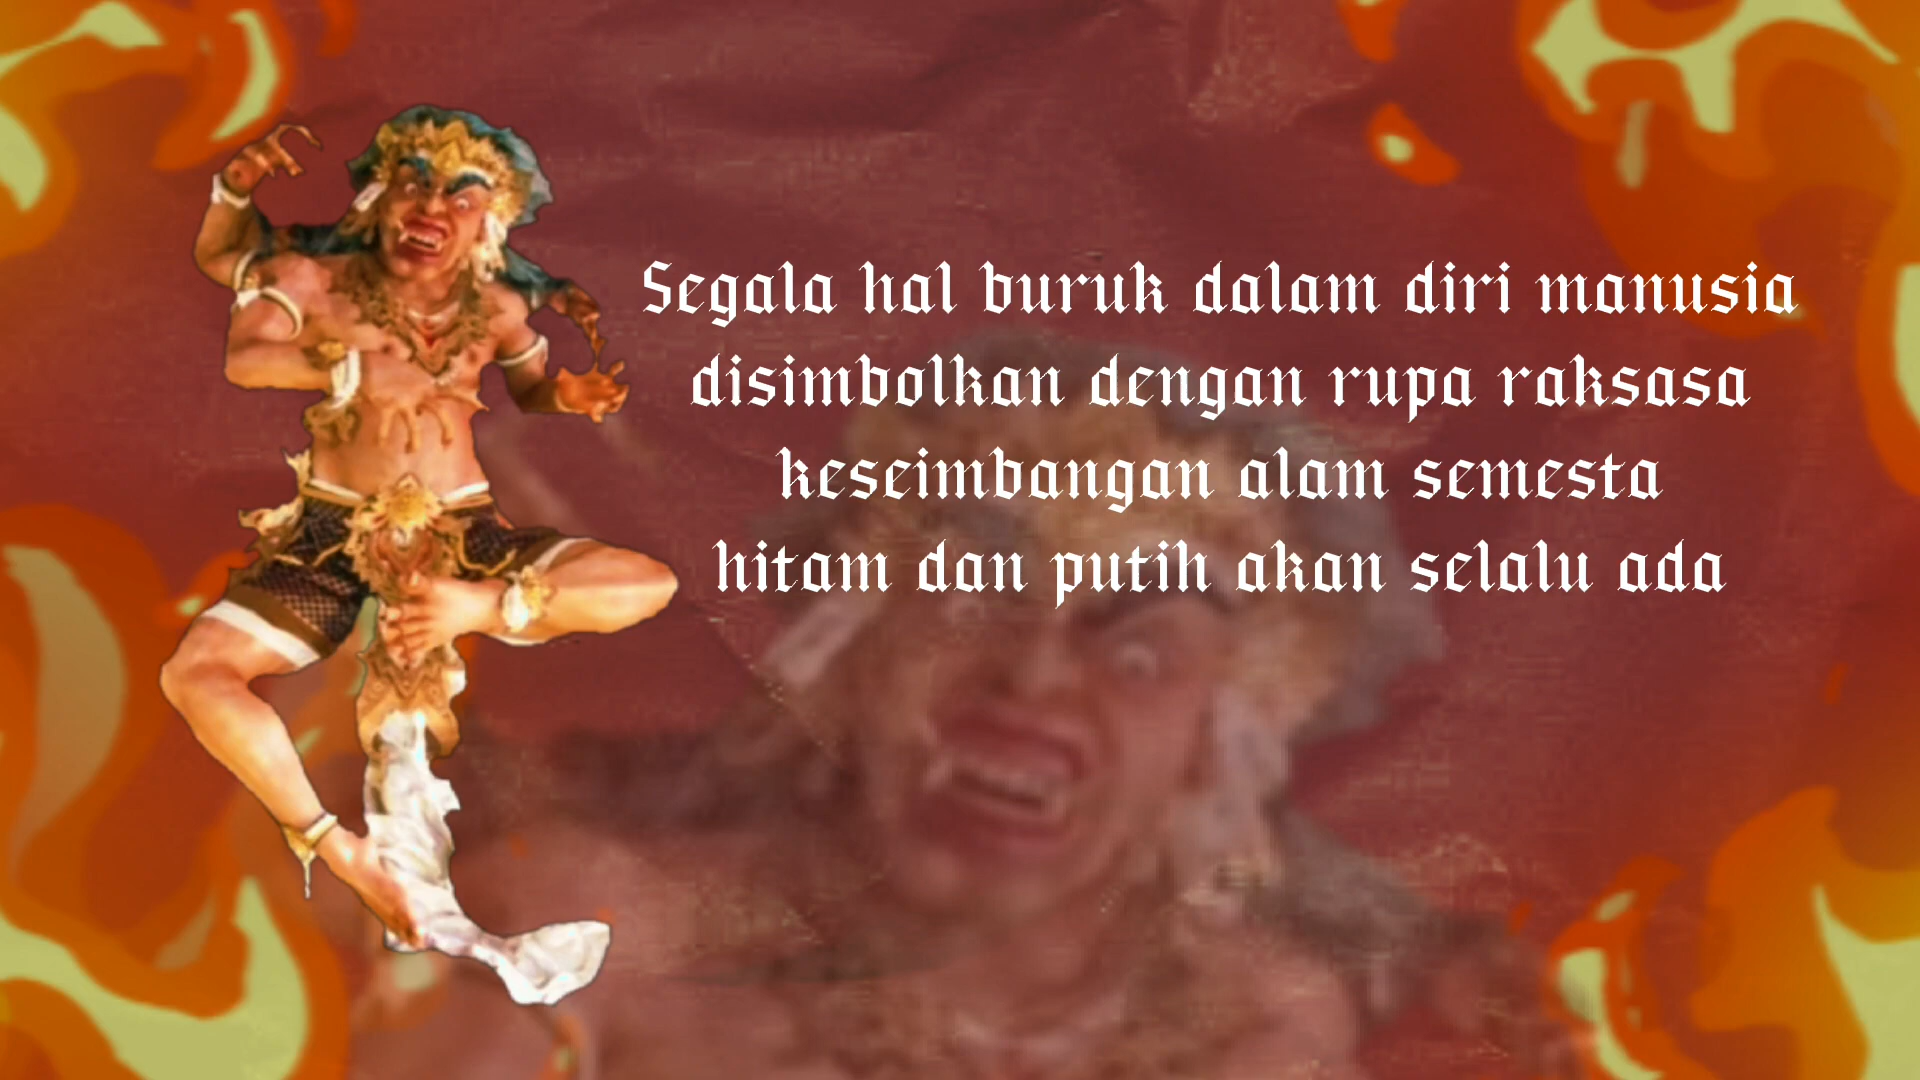 Segala hal buruk dalam diri manusia
disimbolkan dengan rupa raksasa
keseimbangan alam semesta
hitam dan putih akan selalu ada